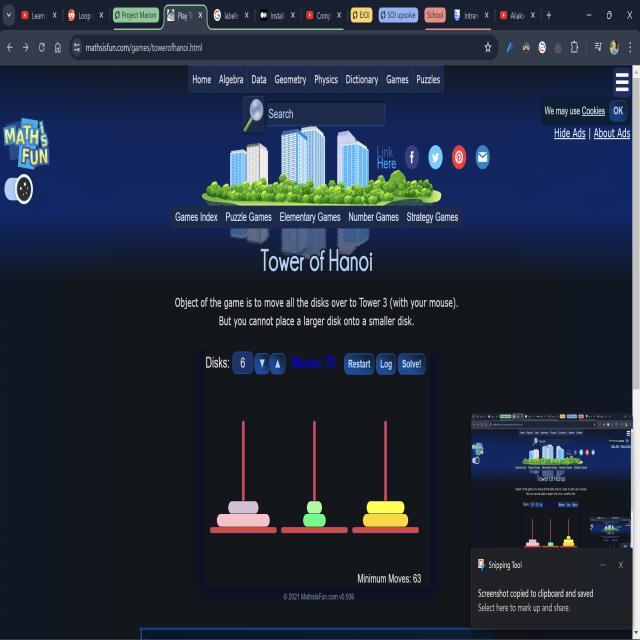 Learn
Loop
Project Marion
Play T
labelli
Instal
Comp
EJOI
SOI upsolve
School
Intran
Aliaks
mathsisfun.com/games/towerofhanoi.html
Home Algebra Data Geometry Physics Dictionary Games Puzzles
Search
We may use Cookies OK
Hide Ads | About Ads
MATH IS FUN
Link Here
Games Index Puzzle Games Elementary Games Number Games Strategy Games
Tower of Hanoi
Object of the game is to move all the disks over to Tower 3 (with your mouse).
But you cannot place a larger disk onto a smaller disk.
Disks: 6 ▼ ▲ Moves: 73 Restart Log Solve!
Minimum Moves: 63
© 2021 MathsIsFun.com v0.936
Snipping Tool
Screenshot copied to clipboard and saved
Select here to mark up and share.